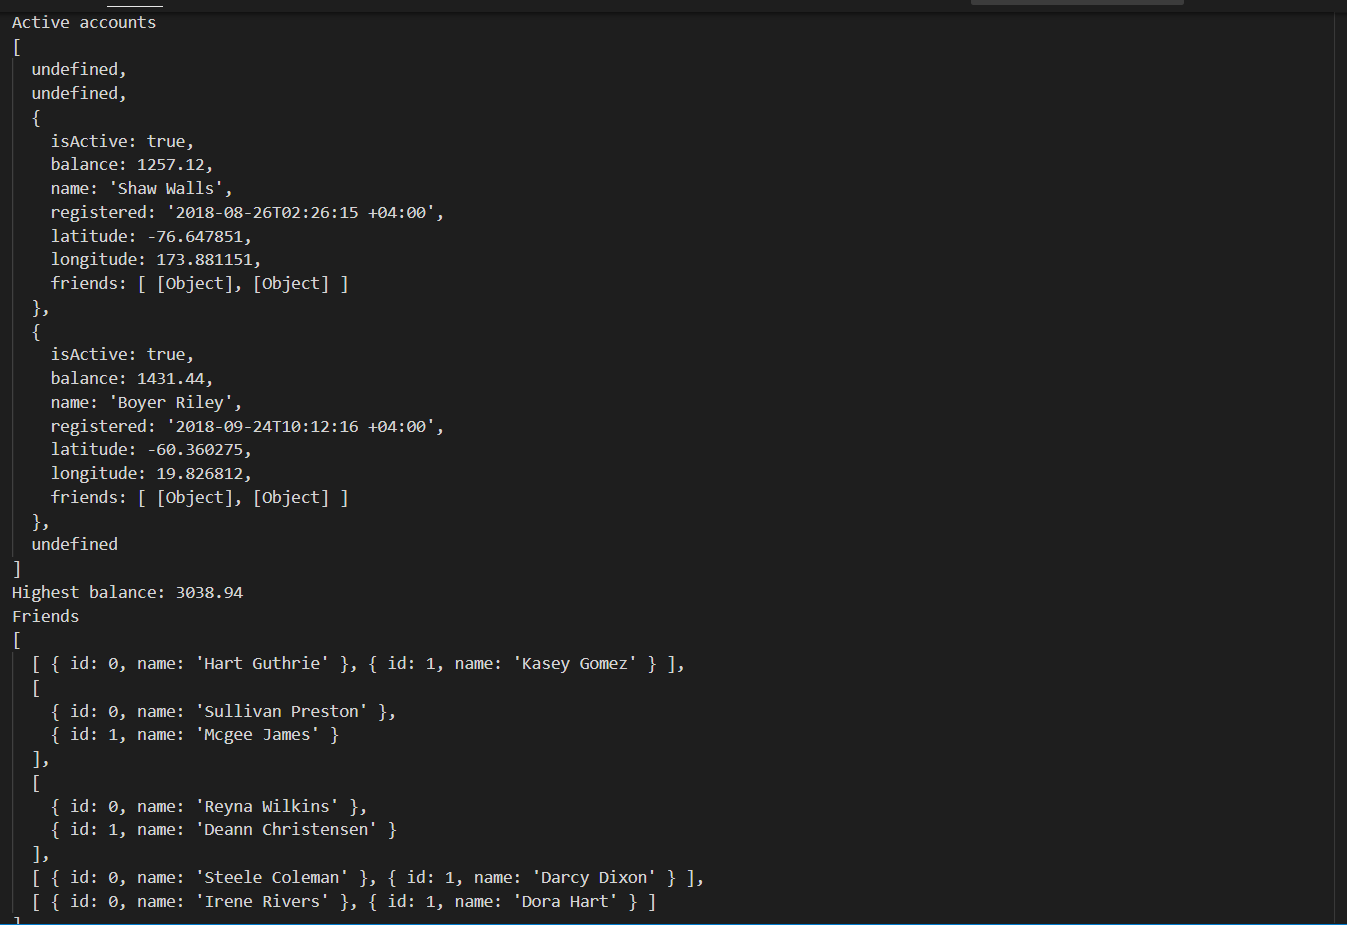 Active accounts
[
  undefined,
  undefined,
  {
    isActive: true,
    balance: 1257.12,
    name: 'Shaw Walls',
    registered: '2018-08-26T02:26:15 +04:00',
    latitude: -76.647851,
    longitude: 173.881151,
    friends: [ [Object], [Object] ]
  },
  {
    isActive: true,
    balance: 1431.44,
    name: 'Boyer Riley',
    registered: '2018-09-24T10:12:16 +04:00',
    latitude: -60.360275,
    longitude: 19.826812,
    friends: [ [Object], [Object] ]
  },
  undefined
]
Highest balance: 3038.94
Friends
[
  [ { id: 0, name: 'Hart Guthrie' }, { id: 1, name: 'Kasey Gomez' } ],
  [
    { id: 0, name: 'Sullivan Preston' },
    { id: 1, name: 'Mcgee James' }
  ],
  [
    { id: 0, name: 'Reyna Wilkins' },
    { id: 1, name: 'Deann Christensen' }
  ],
  [ { id: 0, name: 'Steele Coleman' }, { id: 1, name: 'Darcy Dixon' } ],
  [ { id: 0, name: 'Irene Rivers' }, { id: 1, name: 'Dora Hart' } ]
]